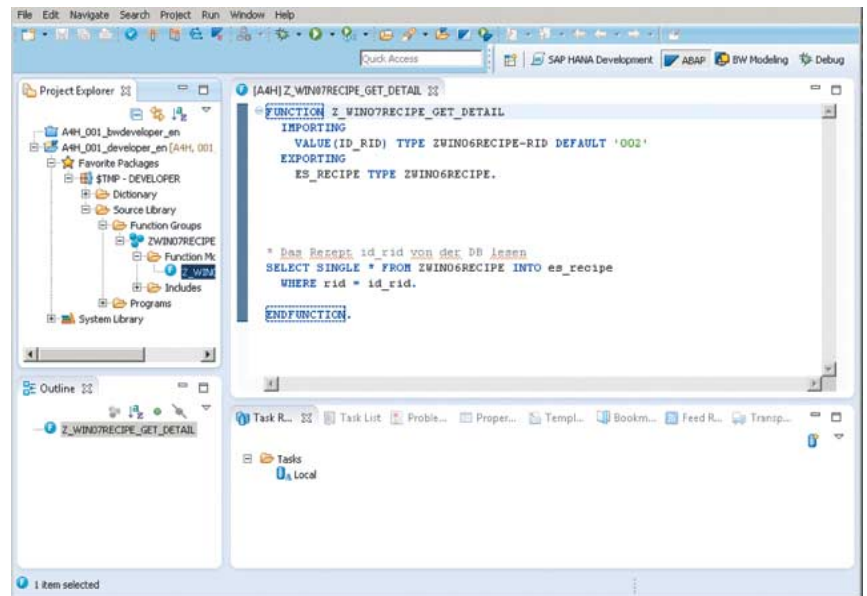 File Edit Navigate Search Project Run Window Help
Quick Access
SAP HANA Development
ABAP
BW Modeling
Debug
Project Explorer
A4H_001_bwdeveloper_en
A4H_001_developer_en [A4H, 001
Favorite Packages
$TMP - DEVELOPER
Dictionary
Source Library
Function Groups
ZWIN07RECIPE
Function Mc
Z_WIN
Includes
Programs
System Library
[A4H] Z_WIN07RECIPE_GET_DETAIL
FUNCTION Z_WIN07RECIPE_GET_DETAIL
IMPORTING
VALUE(ID_RID) TYPE ZWIN06RECIPE-RID DEFAULT '002'
EXPORTING
ES_RECIPE TYPE ZWIN06RECIPE.
* Das Rezept id_rid von der DB lesen
SELECT SINGLE * FROM ZWIN06RECIPE INTO es_recipe
WHERE rid = id_rid.
ENDFUNCTION.
Outline
Z_WIN07RECIPE_GET_DETAIL
Task R... Task List Proble... Proper... Templ... Bookm... Feed R... Transp...
Tasks
Local
1 item selected